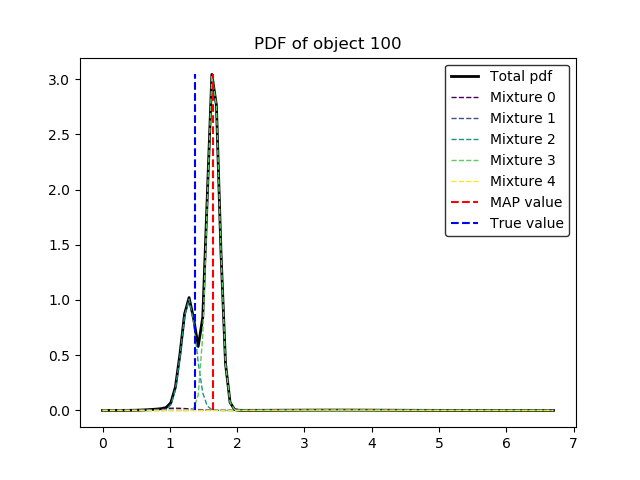 PDF of object 100
3.0
2.5
2.0
1.5
1.0
0.5
0.0
Total pdf
Mixture 0
Mixture 1
Mixture 2
Mixture 3
Mixture 4
MAP value
True value
0 1 2 3 4 5 6 7